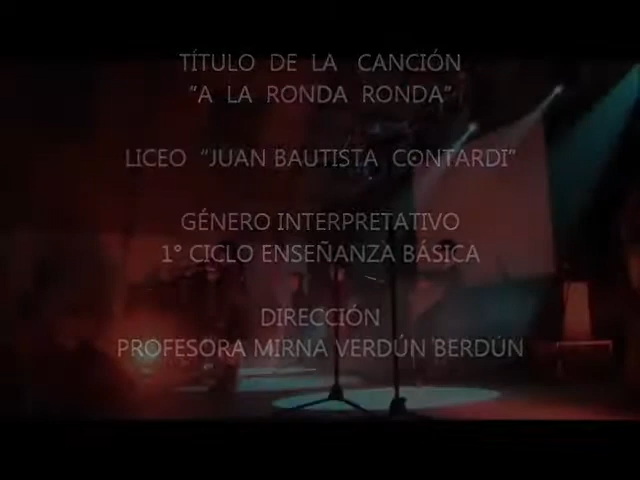 TÍTULO DE LA CANCIÓN
"A LA RONDA RONDA"
LICEO "JUAN BAUTISTA CONTARDI"
GÉNERO INTERPRETATIVO
1° CICLO ENSEÑANZA BÁSICA
DIRECCIÓN
PROFESORA MIRNA VERDÚN BERDÚN